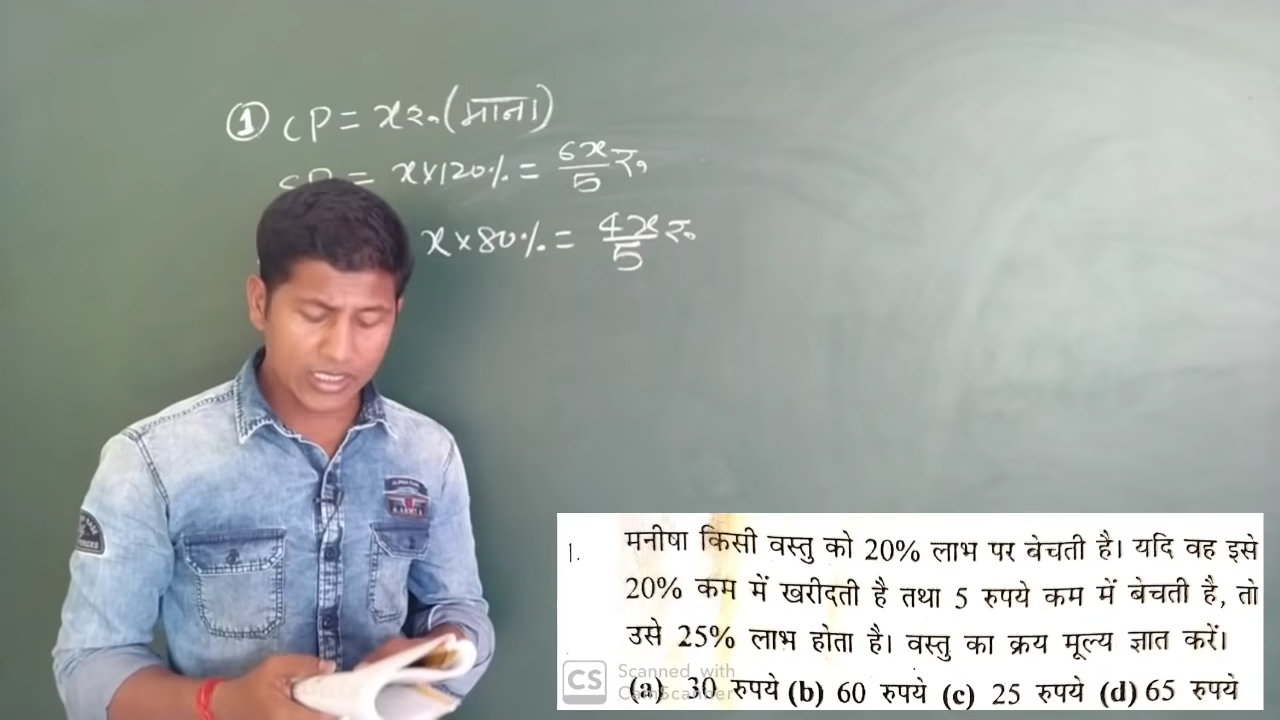 ① CP = x रु (माना)
SP = x×120% = 6x/5 रु
x×80% = 4x/5 रु
1. मनीषा किसी वस्तु को 20% लाभ पर बेचती है। यदि वह इसे
20% कम में खरीदती है तथा 5 रुपये कम में बेचती है, तो
उसे 25% लाभ होता है। वस्तु का क्रय मूल्य ज्ञात करें।
CS Scanned with
CamScanner
(a) 30 रुपये (b) 60 रुपये (c) 25 रुपये (d) 65 रुपये